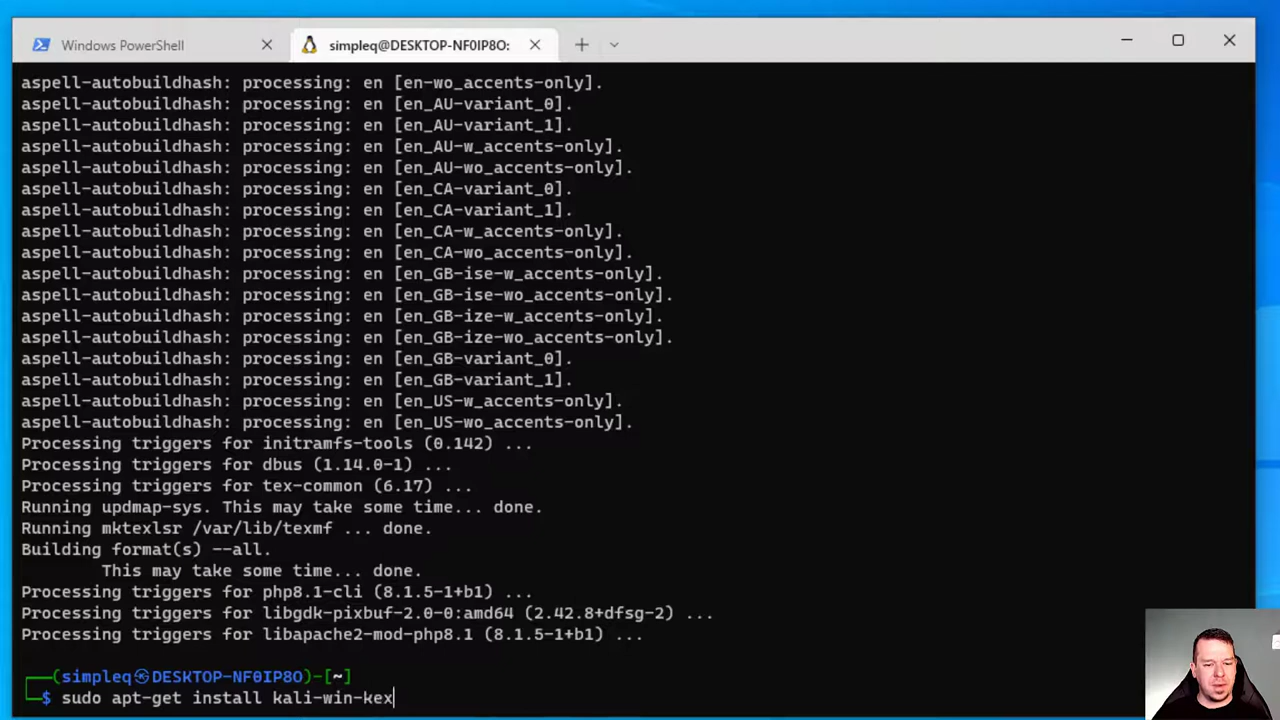 Windows PowerShell
simpleq@DESKTOP-NF0IP8O:
aspell-autobuildhash: processing: en [en-wo_accents-only].
aspell-autobuildhash: processing: en [en_AU-variant_0].
aspell-autobuildhash: processing: en [en_AU-variant_1].
aspell-autobuildhash: processing: en [en_AU-w_accents-only].
aspell-autobuildhash: processing: en [en_AU-wo_accents-only].
aspell-autobuildhash: processing: en [en_CA-variant_0].
aspell-autobuildhash: processing: en [en_CA-variant_1].
aspell-autobuildhash: processing: en [en_CA-w_accents-only].
aspell-autobuildhash: processing: en [en_CA-wo_accents-only].
aspell-autobuildhash: processing: en [en_GB-ise-w_accents-only].
aspell-autobuildhash: processing: en [en_GB-ise-wo_accents-only].
aspell-autobuildhash: processing: en [en_GB-ize-w_accents-only].
aspell-autobuildhash: processing: en [en_GB-ize-wo_accents-only].
aspell-autobuildhash: processing: en [en_GB-variant_0].
aspell-autobuildhash: processing: en [en_GB-variant_1].
aspell-autobuildhash: processing: en [en_US-w_accents-only].
aspell-autobuildhash: processing: en [en_US-wo_accents-only].
Processing triggers for initramfs-tools (0.142) ...
Processing triggers for dbus (1.14.0-1) ...
Processing triggers for tex-common (6.17) ...
Running updmap-sys. This may take some time... done.
Running mktexlsr /var/lib/texmf ... done.
Building format(s) --all.
This may take some time... done.
Processing triggers for php8.1-cli (8.1.5-1+b1) ...
Processing triggers for libgdk-pixbuf-2.0-0:amd64 (2.42.8+dfsg-2) ...
Processing triggers for libapache2-mod-php8.1 (8.1.5-1+b1) ...
┌──(simpleq㉿DESKTOP-NF0IP8O)-[~]
└─$ sudo apt-get install kali-win-kex